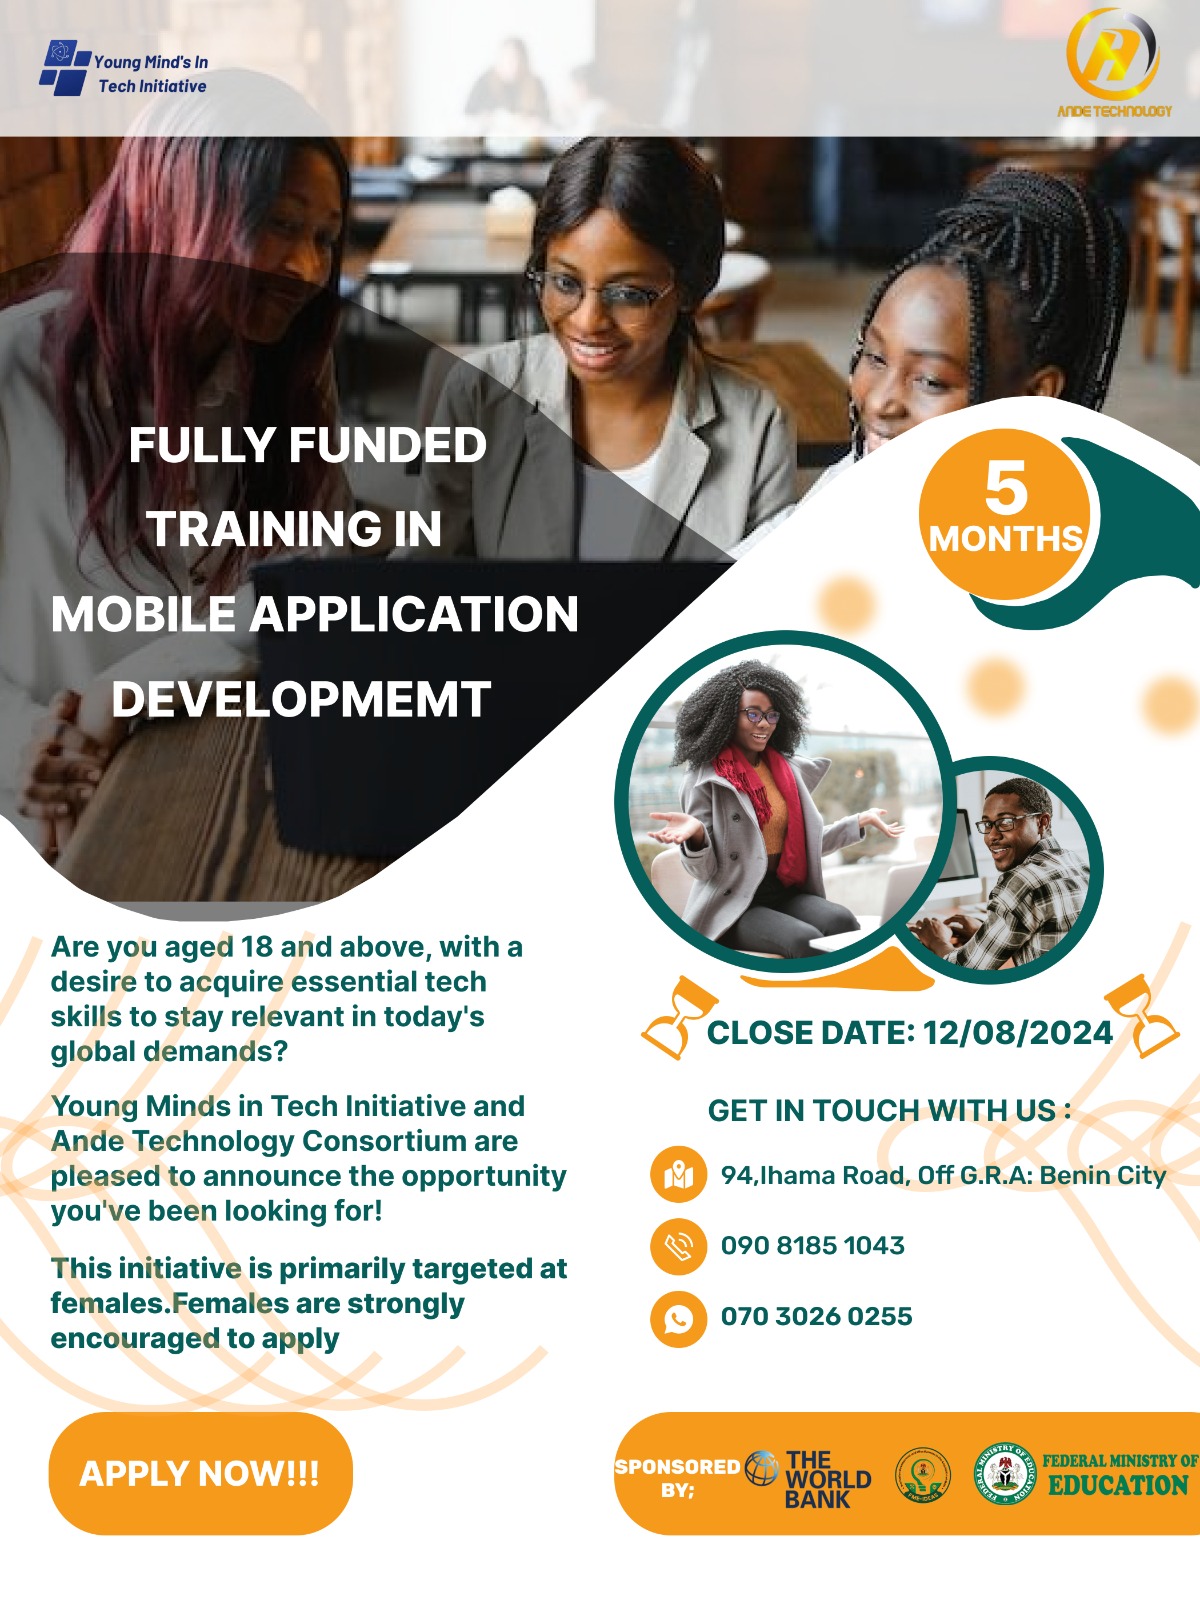 Young Mind's In
Tech Initiative
ANDE TECHNOLOGY
FULLY FUNDED
TRAINING IN
MOBILE APPLICATION
DEVELOPMEMT
5
MONTHS
Are you aged 18 and above, with a
desire to acquire essential tech
skills to stay relevant in today's
global demands?
Young Minds in Tech Initiative and
Ande Technology Consortium are
pleased to announce the opportunity
you've been looking for!
This initiative is primarily targeted at
females.Females are strongly
encouraged to apply
APPLY NOW!!!
CLOSE DATE: 12/08/2024
GET IN TOUCH WITH US :
94,Ihama Road, Off G.R.A: Benin City
090 8185 1043
070 3026 0255
SPONSORED
BY;
THE
WORLD
BANK
FEDERAL MINISTRY OF EDUCATION
FEDERAL MINISTRY OF
EDUCATION